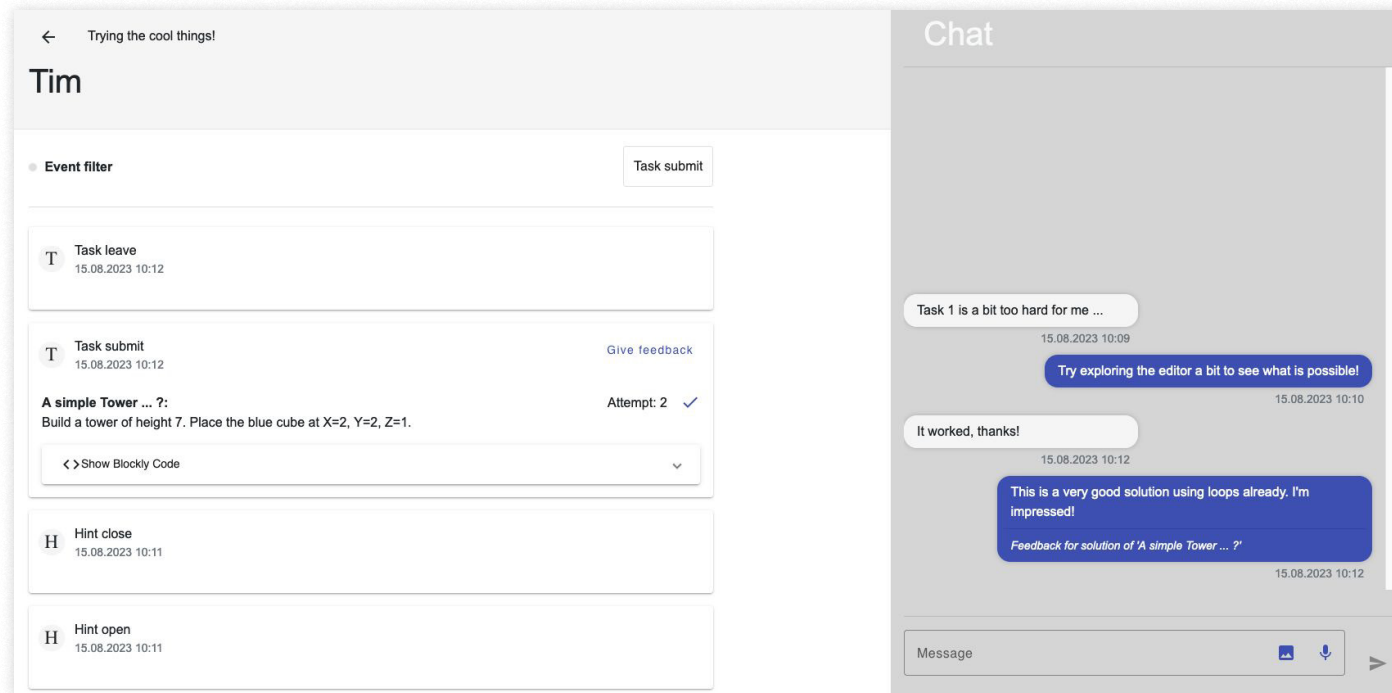 Trying the cool things!
Tim
Event filter
Task submit
T
Task leave
15.08.2023 10:12
T
Task submit
15.08.2023 10:12
Give feedback
A simple Tower ... ?:
Attempt: 2
Build a tower of height 7. Place the blue cube at X=2, Y=2, Z=1.
<>Show Blockly Code
H
Hint close
15.08.2023 10:11
H
Hint open
15.08.2023 10:11
Chat
Task 1 is a bit too hard for me ...
15.08.2023 10:09
Try exploring the editor a bit to see what is possible!
15.08.2023 10:10
It worked, thanks!
15.08.2023 10:12
This is a very good solution using loops already. I'm
impressed!
Feedback for solution of 'A simple Tower ... ?'
15.08.2023 10:12
Message